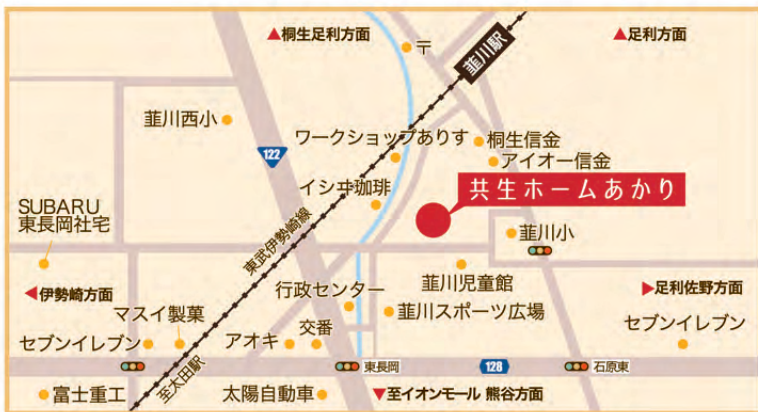 ▲桐生足利方面
〒
韮川駅
▲足利方面
韮川西小
122
ワークショップありす
桐生信金
アイオー信金
イシヰ珈琲
共生ホームあかり
SUBARU
東長岡社宅
東武伊勢崎線
韮川小
◀伊勢崎方面
行政センター
韮川児童館
▶足利佐野方面
マスイ製菓
韮川スポーツ広場
セブンイレブン
アオキ
交番
セブンイレブン
至太田駅
東長岡
128
石原東
富士重工
太陽自動車
▼至イオンモール 熊谷方面